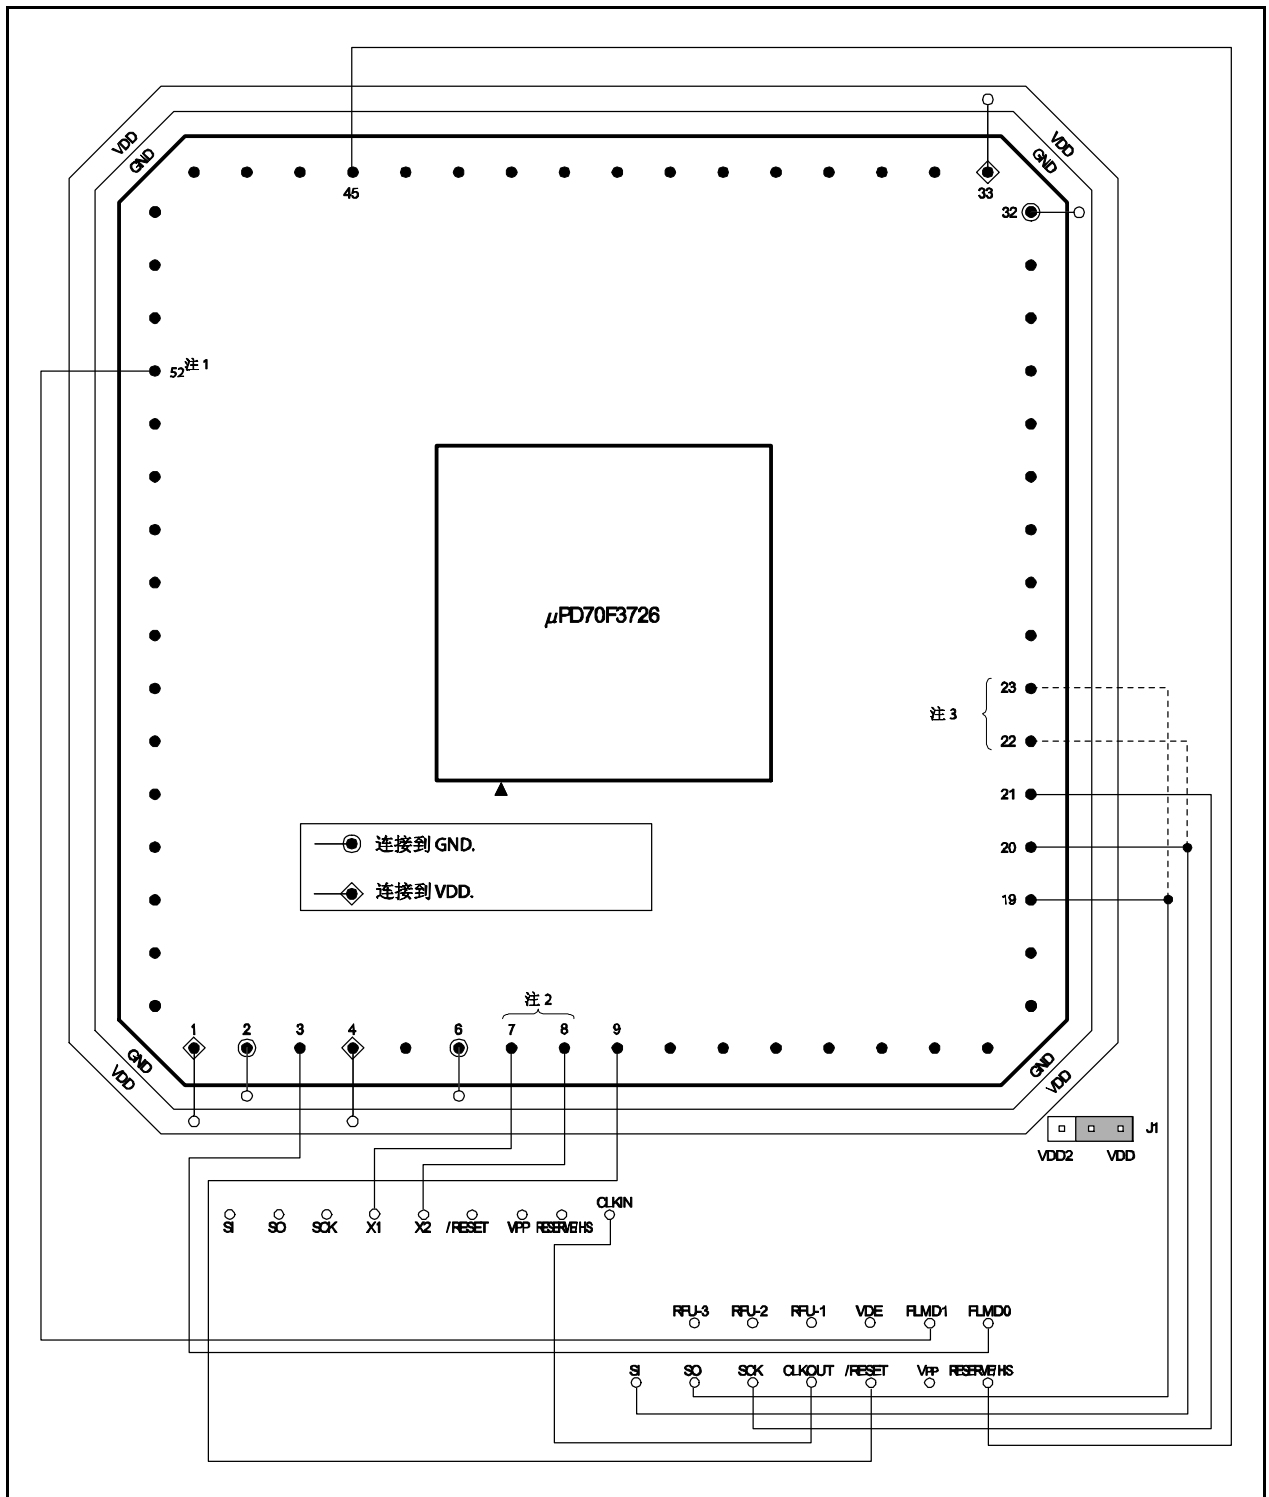 VDD
GND
VDD
GND
45
33
32
52注 1
μPD70F3726
23
注 3
22
21
连接到 GND.
20
连接到 VDD.
19
注 2
1 2 3 4 6 7 8 9
GND
VDD
GND
VDD
J1
VDD2 VDD
CLKIN
SI SO SCK X1 X2 /RESET VPP RESERVE/HS
RFU-3 RFU-2 RFU-1 VDE FLMD1 FLMD0
SI SO SCK CLKOUT /RESET VPP RESERVE/HS